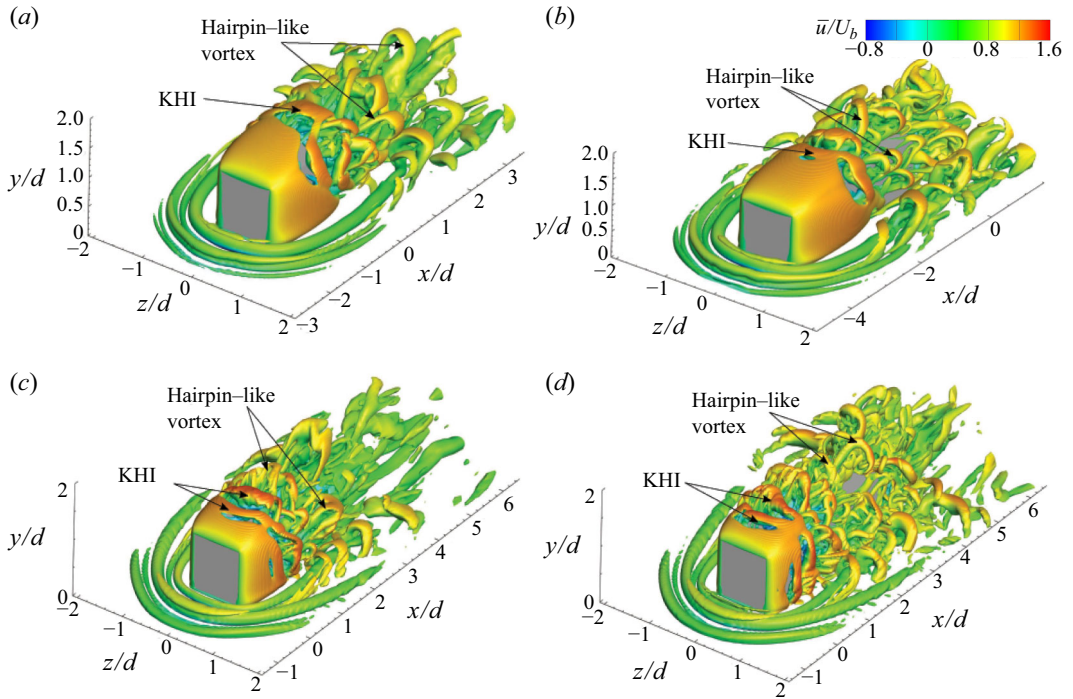 (a)
Hairpin–like
vortex
KHI
2.0
1.5
y/d
1.0
0.5
0
−2
−1
0
z/d
1
2
−3
−2
−1
0
x/d
1
2
3
(b)
u̅/U_b
−0.8 0 0.8 1.6
Hairpin–like
vortex
KHI
2.0
1.5
1.0
y/d
0.5
0
−2
−1
0
z/d
1
2
−4
−2
x/d
0
(c)
Hairpin–like
vortex
KHI
2
y/d
0
−2
−1
0
z/d
1
2
−1
0
1
2
x/d
3
4
5
6
(d)
Hairpin–like
vortex
KHI
2
y/d
0
−2
−1
0
z/d
1
2
−1
0
1
2
x/d
3
4
5
6